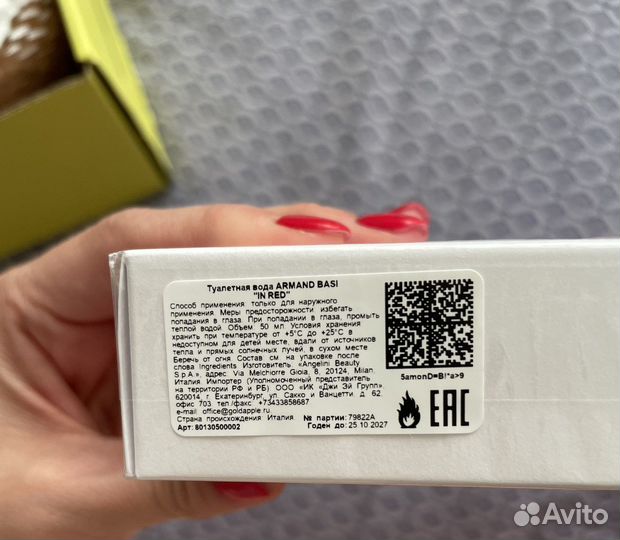 Туалетная вода ARMAND BASI
"IN RED"
Способ применения только для наружного
применения Меры предосторожности избегать
попадания в глаза. При попадании в глаза, промыть
теплой водой Объем 50 мл. Условия хранения
хранить при температуре от +5°С до +25°С в
недоступном для детей месте, вдали от источников
тепла и прямых солнечных лучей, в сухом месте
Беречь от огня. Состав см на упаковке после
слова Ingredients Изготовитель «Angelini Beauty
S.p.A.», адрес Via Melchiorre Gioia, 8, 20124, Milan,
Италия Импортер (Уполномоченный представитель
на территории РФ и РБ) ООО «ИК «Джи Эй Групп»,
620014, г. Екатеринбург, ул. Сакко и Ванцетти, д. 62,
офис 703 тел./факс +73433858687
e-mail office@goldapple.ru
Страна происхождения Италия № партии: 79822A
Арт: 80130500002 Годен до: 25.10 2027
5amonD=B!*a>9
EAC
Avito